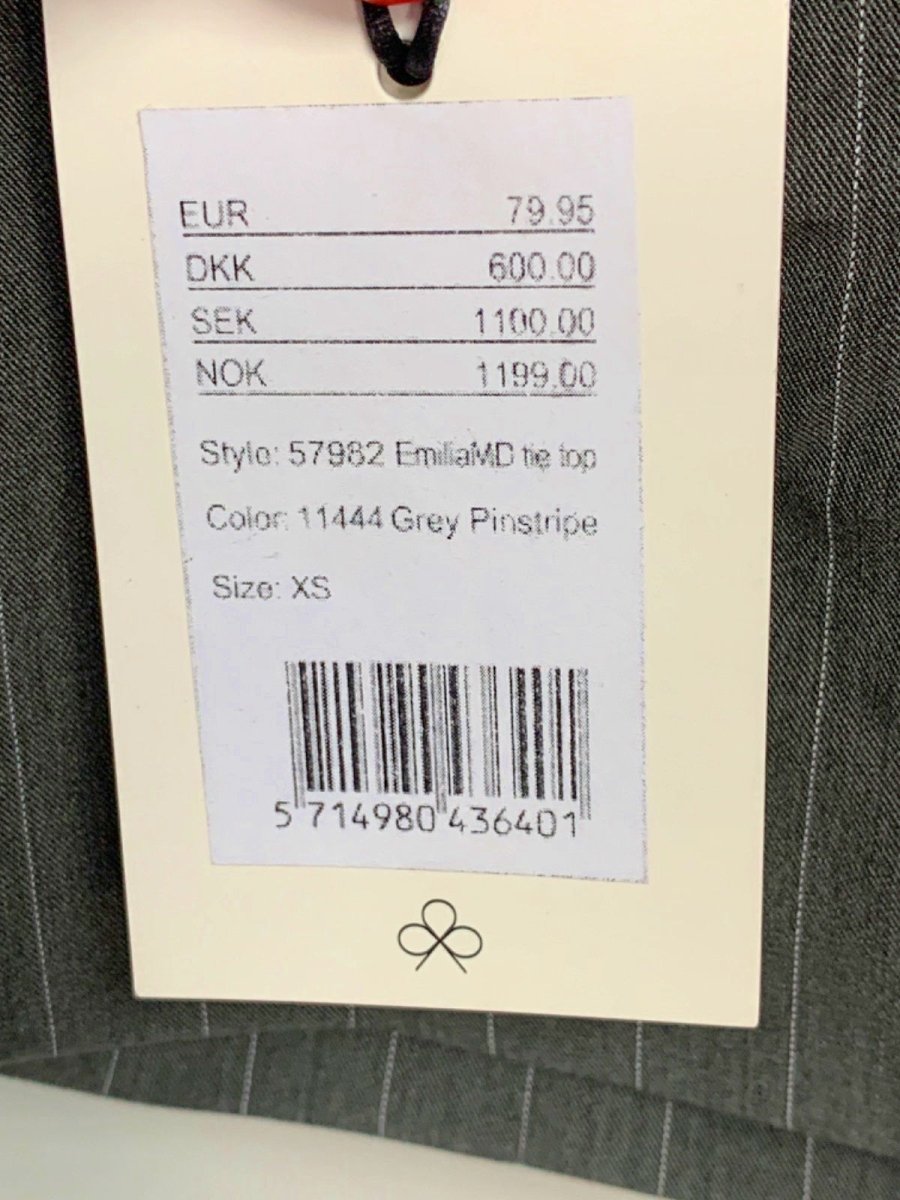 EUR 79.95
DKK 600.00
SEK 1100.00
NOK 1199.00
Style: 57982 EmiliaMD tie top
Color: 11444 Grey Pinstripe
Size: XS
5 714980 436401